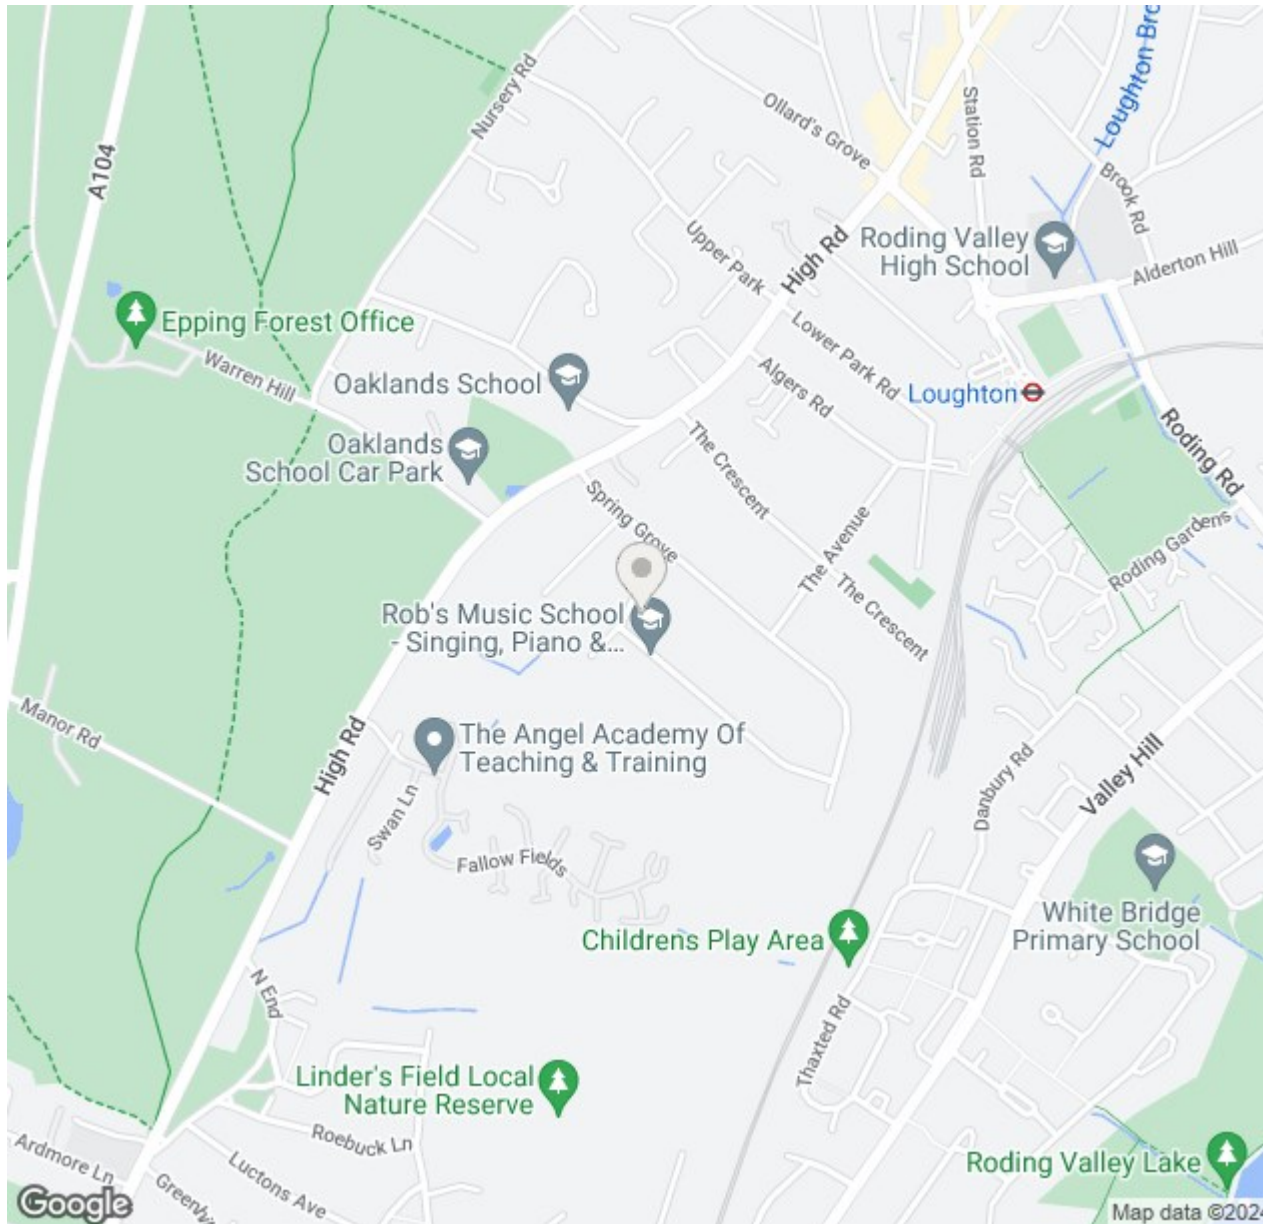 Nursery Rd
A104
Ollard's Grove
Station Rd
Loughton Bro
Brook Rd
Upper Park
High Rd
Roding Valley
High School
Alderton Hill
Epping Forest Office
Warren Hill
Lower Park Rd
Oaklands School
Algers Rd
Loughton
Oaklands
School Car Park
The Crescent
Roding Rd
Spring Grove
The Avenue
Roding Gardens
The Crescent
Rob's Music School
- Singing, Piano &...
Manor Rd
High Rd
The Angel Academy Of
Teaching & Training
Swan Ln
Danbury Rd
Valley Hill
Fallow Fields
White Bridge
Primary School
Childrens Play Area
N End
Thaxted Rd
Linder's Field Local
Nature Reserve
Roebuck Ln
Ardmore Ln
Luctons Ave
Roding Valley Lake
Google
Map data ©2024